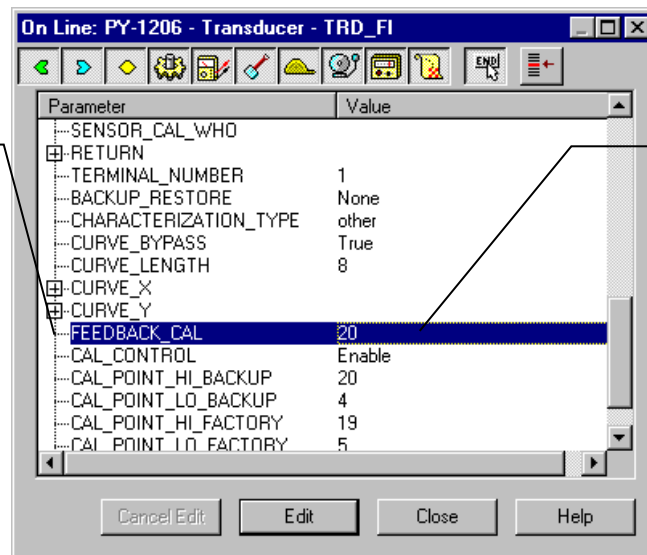 On Line: PY-1206 - Transducer - TRD_FI
END
Parameter Value
SENSOR_CAL_WHO
RETURN
TERMINAL_NUMBER 1
BACKUP_RESTORE None
CHARACTERIZATION_TYPE other
CURVE_BYPASS True
CURVE_LENGTH 8
CURVE_X
CURVE_Y
FEEDBACK_CAL 20
CAL_CONTROL Enable
CAL_POINT_HI_BACKUP 20
CAL_POINT_LO_BACKUP 4
CAL_POINT_HI_FACTORY 19
CAL_POINT_LO_FACTORY 5
Cancel Edit Edit Close Help